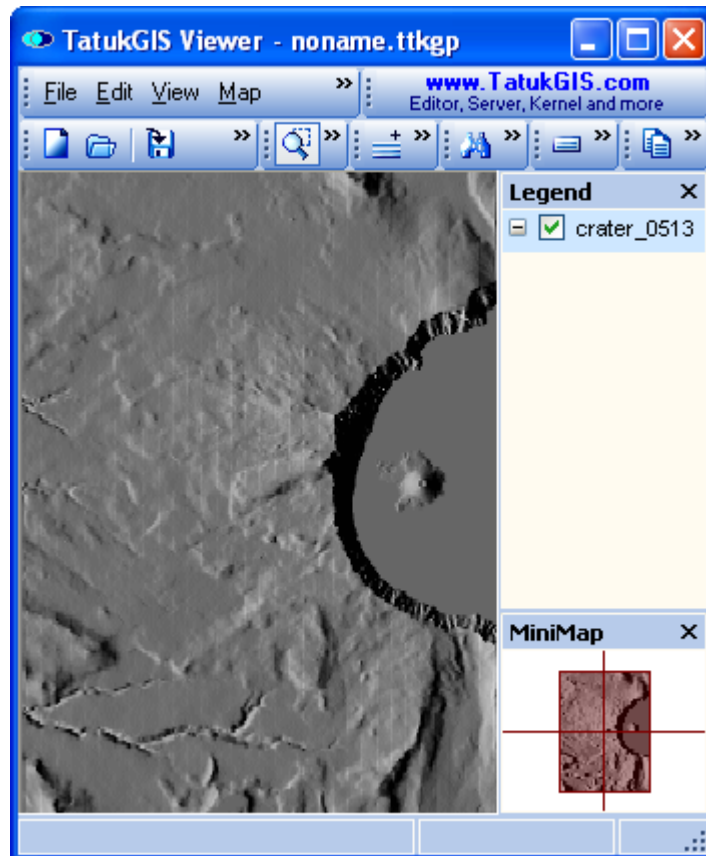 TatukGIS Viewer - noname.ttkgp
File Edit View Map
www.TatukGIS.com
Editor, Server, Kernel and more
Legend
crater_0513
MiniMap